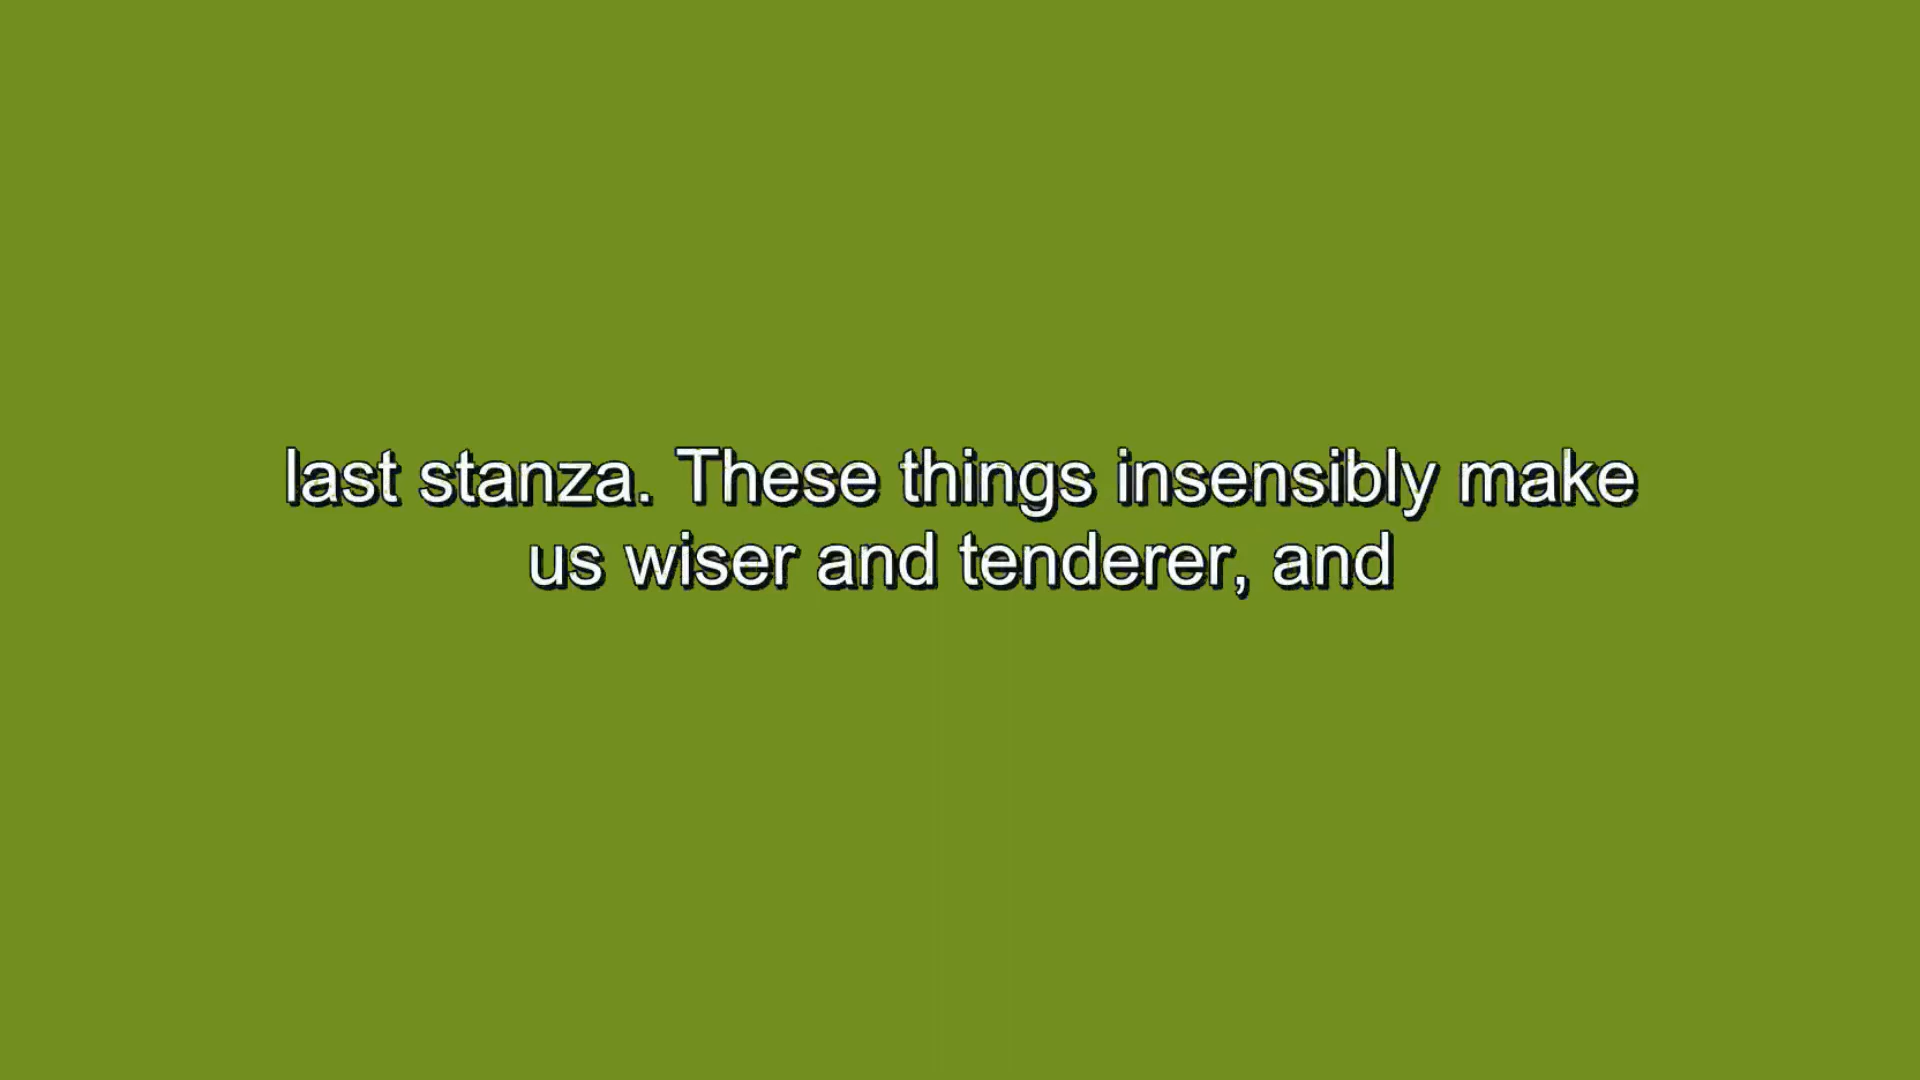 last stanza. These things insensibly make
us wiser and tenderer, and